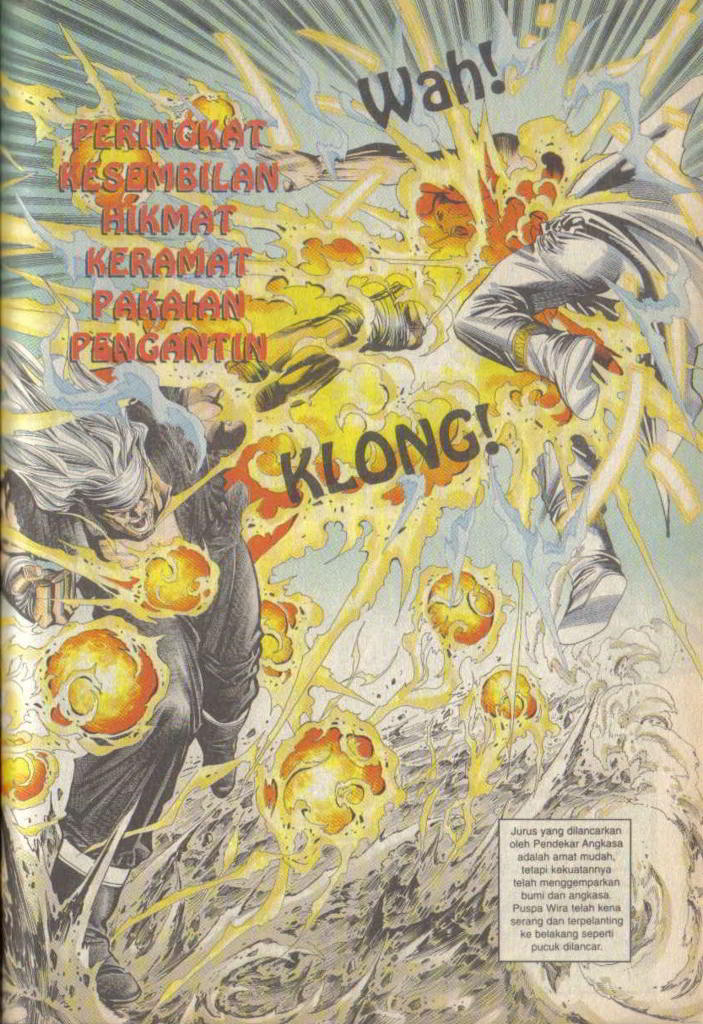 Wah!
PERINGKAT
KESEMBILAN
HIKMAT
KERAMAT
PAKAIAN
PENGANTIN
KLONG!
Jurus yang dilancarkan
oleh Pendekar Angkasa
adalah amat mudah,
tetapi kekuatannya
telah menggemparkan
bumi dan angkasa.
Puspa Wira telah kena
serang dan terpelanting
ke belakang seperti
pucuk dilancar.